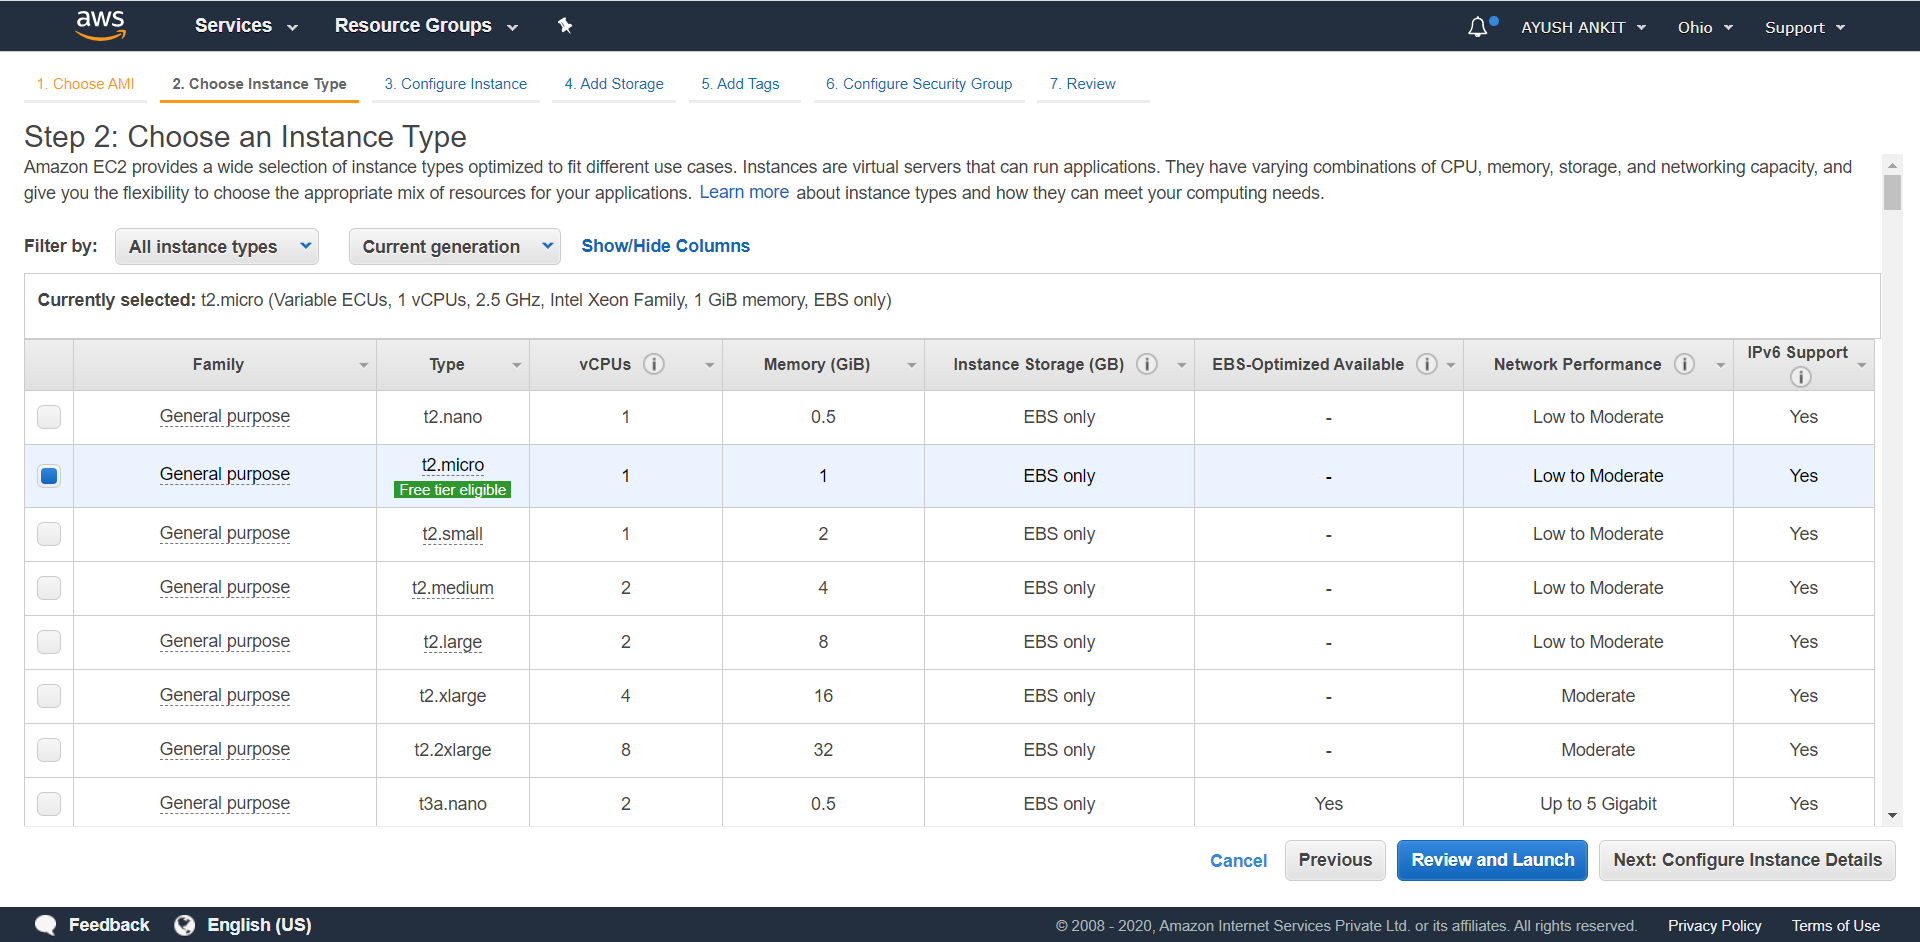 aws Services Resource Groups AYUSH ANKIT Ohio Support
1. Choose AMI 2. Choose Instance Type 3. Configure Instance 4. Add Storage 5. Add Tags 6. Configure Security Group 7. Review
Step 2: Choose an Instance Type
Amazon EC2 provides a wide selection of instance types optimized to fit different use cases. Instances are virtual servers that can run applications. They have varying combinations of CPU, memory, storage, and networking capacity, and
give you the flexibility to choose the appropriate mix of resources for your applications. Learn more about instance types and how they can meet your computing needs.
Filter by: All instance types Current generation Show/Hide Columns
Currently selected: t2.micro (Variable ECUs, 1 vCPUs, 2.5 GHz, Intel Xeon Family, 1 GiB memory, EBS only)
Family Type vCPUs i Memory (GiB) Instance Storage (GB) i EBS-Optimized Available i Network Performance i IPv6 Support i
General purpose t2.nano 1 0.5 EBS only - Low to Moderate Yes
General purpose t2.micro 1 1 EBS only - Low to Moderate Yes
Free tier eligible
General purpose t2.small 1 2 EBS only - Low to Moderate Yes
General purpose t2.medium 2 4 EBS only - Low to Moderate Yes
General purpose t2.large 2 8 EBS only - Low to Moderate Yes
General purpose t2.xlarge 4 16 EBS only - Moderate Yes
General purpose t2.2xlarge 8 32 EBS only - Moderate Yes
General purpose t3a.nano 2 0.5 EBS only Yes Up to 5 Gigabit Yes
Cancel Previous Review and Launch Next: Configure Instance Details
Feedback English (US) © 2008 - 2020, Amazon Internet Services Private Ltd. or its affiliates. All rights reserved. Privacy Policy Terms of Use